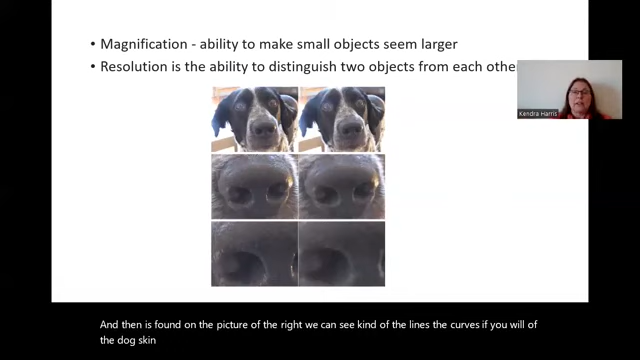 • Magnification - ability to make small objects seem larger
• Resolution is the ability to distinguish two objects from each other
Kendra Harris
And then is found on the picture of the right we can see kind of the lines the curves if you will of
the dog skin